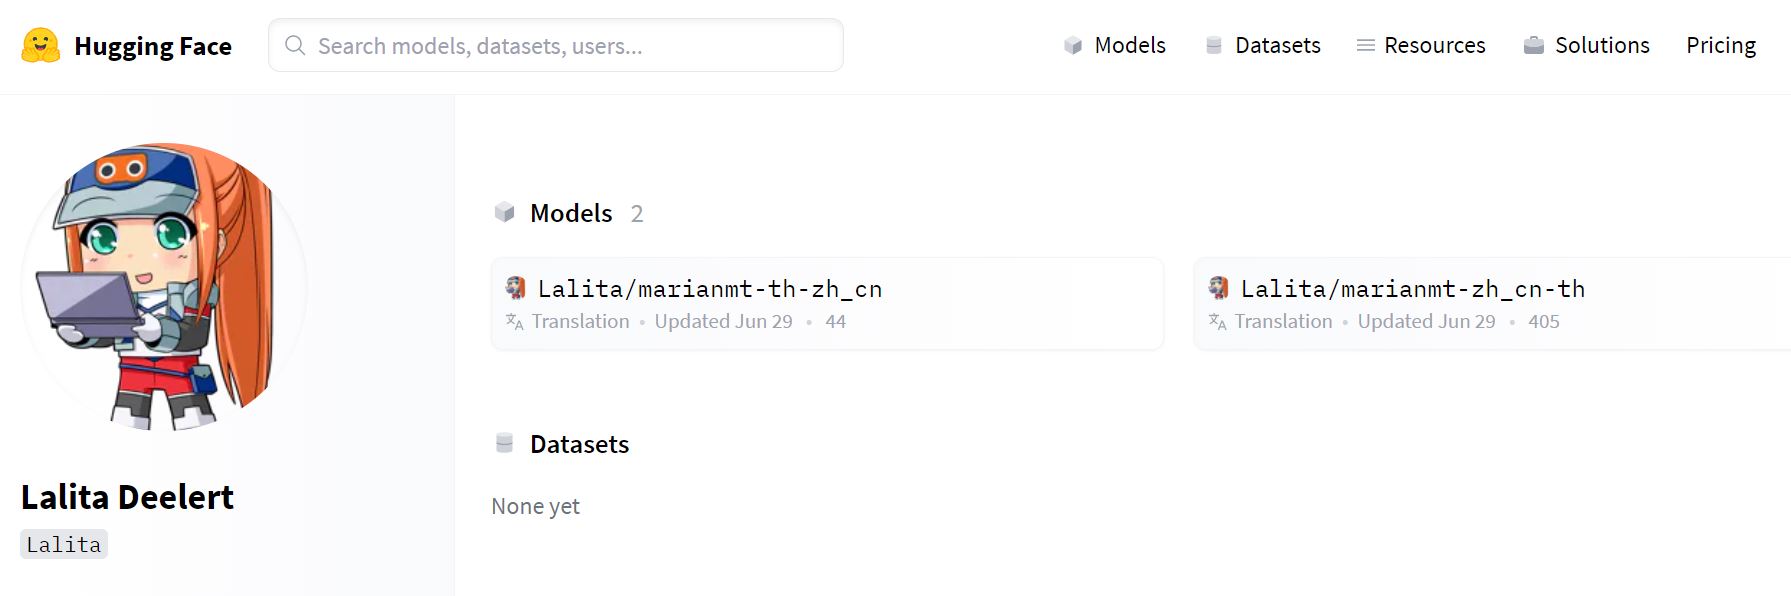 Hugging Face
Search models, datasets, users...
Models
Datasets
Resources
Solutions
Pricing
Lalita Deelert
Lalita
Models 2
Lalita/marianmt-th-zh_cn
Translation • Updated Jun 29 • 44
Lalita/marianmt-zh_cn-th
Translation • Updated Jun 29 • 405
Datasets
None yet